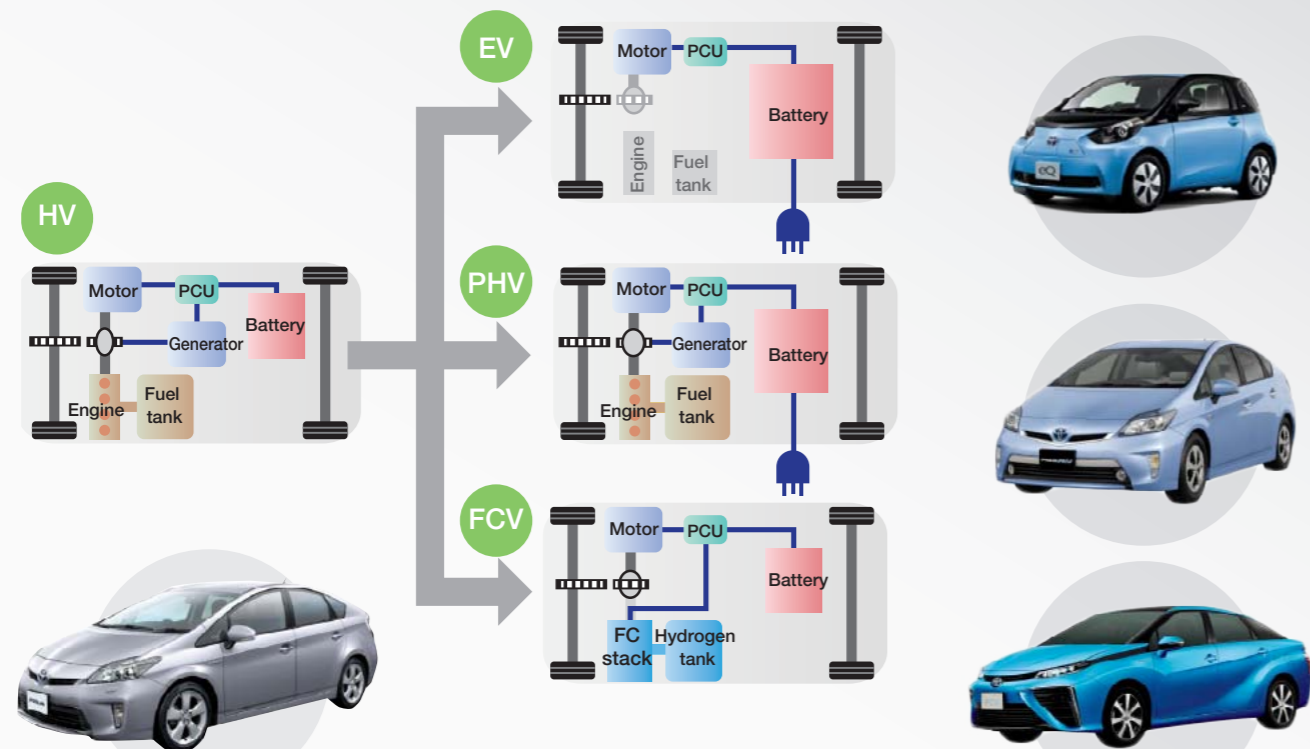 HV
Motor
PCU
Battery
Generator
Engine
Fuel
tank
EV
Motor
PCU
Battery
Engine
Fuel
tank
eQ
PHV
Motor
PCU
Generator
Battery
Engine
Fuel
tank
FCV
Motor
PCU
Battery
FC
stack
Hydrogen
tank